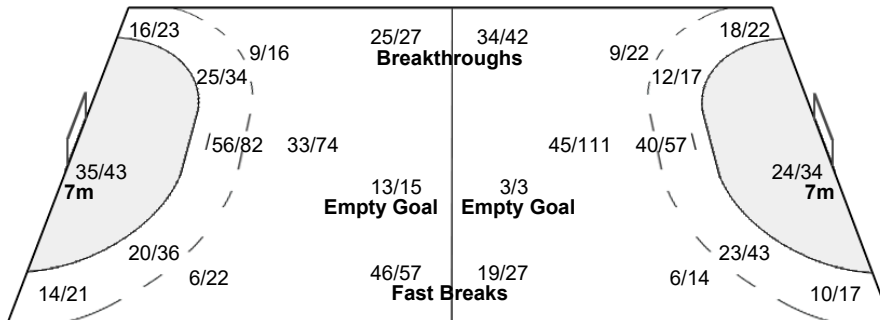 16/23 25/27 34/42 18/22
9/16 Breakthroughs 9/22
25/34 12/17
56/82 33/74 45/111 40/57
35/43 24/34
7m 13/15 3/3 7m
Empty Goal Empty Goal
20/36 23/43
6/22 46/57 19/27 6/14
14/21 Fast Breaks 10/17